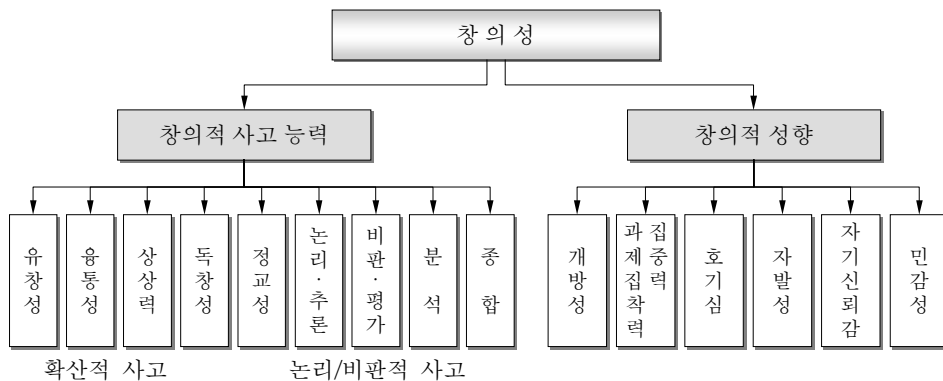 창 의 성
창의적 사고 능력
창의적 성향
유창성
융통성
상상력
독창성
정교성
논리·추론
비판·평가
분 석
종 합
개방성
과제집착력
집중력
호기심
자발성
자기신뢰감
민감성
확산적 사고
논리/비판적 사고